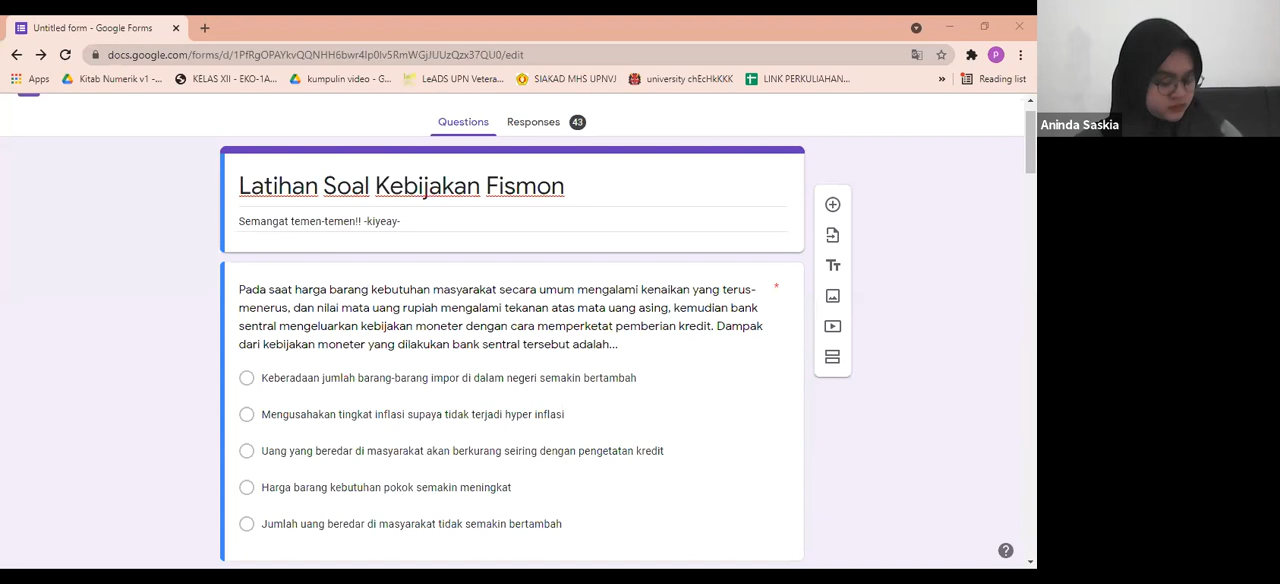 Untitled form - Google Forms
docs.google.com/forms/d/1PfRgOPAYkvQQNHH6bwr4Ip0Iv5RmWGjJUUzQzx37QU0/edit
Apps
Kitab Numerik v1 -...
KELAS XII - EKO-1A...
kumpulin video - G...
LeADS UPN Vetera...
SIAKAD MHS UPNVJ
university chEcHkKKK
LINK PERKULIAHAN...
»
Reading list
P
Aninda Saskia
Questions
Responses 43
Latihan Soal Kebijakan Fismon
Semangat temen-temen!! -kiyeay-
Pada saat harga barang kebutuhan masyarakat secara umum mengalami kenaikan yang terus-
menerus, dan nilai mata uang rupiah mengalami tekanan atas mata uang asing, kemudian bank
sentral mengeluarkan kebijakan moneter dengan cara memperketat pemberian kredit. Dampak
dari kebijakan moneter yang dilakukan bank sentral tersebut adalah...
*
Keberadaan jumlah barang-barang impor di dalam negeri semakin bertambah
Mengusahakan tingkat inflasi supaya tidak terjadi hyper inflasi
Uang yang beredar di masyarakat akan berkurang seiring dengan pengetatan kredit
Harga barang kebutuhan pokok semakin meningkat
Jumlah uang beredar di masyarakat tidak semakin bertambah
Tт
?